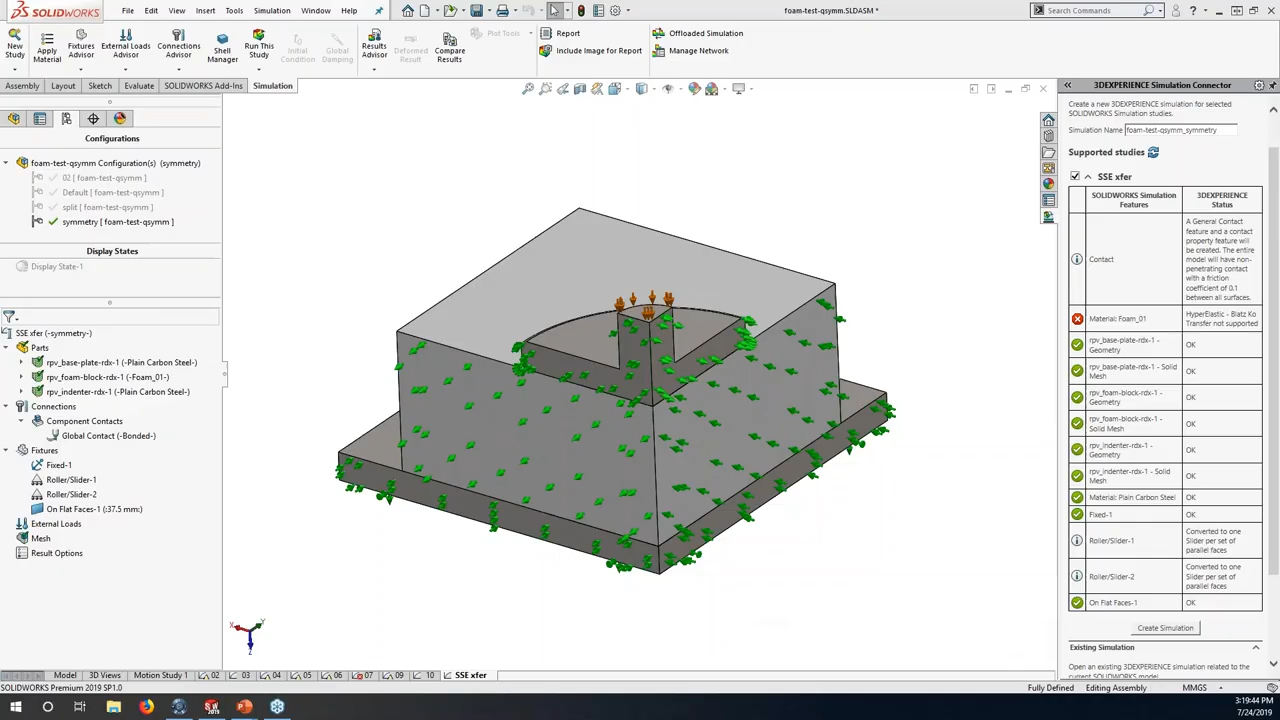 SOLIDWORKS
File
Edit
View
Insert
Tools
Simulation
Window
Help
foam-test-qsymm.SLDASM *
Search Commands
New Study
Apply Material
Fixtures Advisor
External Loads Advisor
Connections Advisor
Shell Manager
Run This Study
Initial Condition
Global Damping
Results Advisor
Deformed Result
Compare Results
Plot Tools
Report
Include Image for Report
Offloaded Simulation
Manage Network
Assembly
Layout
Sketch
Evaluate
SOLIDWORKS Add-Ins
Simulation
Configurations
foam-test-qsymm Configuration(s) (symmetry)
02 [ foam-test-qsymm ]
Default [ foam-test-qsymm ]
split [ foam-test-qsymm ]
symmetry [ foam-test-qsymm ]
Display States
Display State-1
SSE xfer (-symmetry-)
Parts
rpv_base-plate-rdx-1 (-Plain Carbon Steel-)
rpv_foam-block-rdx-1 (-Foam_01-)
rpv_indenter-rdx-1 (-Plain Carbon Steel-)
Connections
Component Contacts
Global Contact (-Bonded-)
Fixtures
Fixed-1
Roller/Slider-1
Roller/Slider-2
On Flat Faces-1 (:37.5 mm:)
External Loads
Mesh
Result Options
X
Y
Z
3DEXPERIENCE Simulation Connector
Create a new 3DEXPERIENCE simulation for selected
SOLIDWORKS Simulation studies.
Simulation Name foam-test-qsymm_symmetry
Supported studies
SSE xfer
SOLIDWORKS Simulation Features
3DEXPERIENCE Status
Contact
A General Contact
feature and a contact
property feature will
be created. The entire
model will have non-
penetrating contact
with a friction
coefficient of 0.1
between all surfaces.
Material: Foam_01
HyperElastic - Blatz Ko
Transfer not supported
rpv_base-plate-rdx-1 -
Geometry
OK
rpv_base-plate-rdx-1 - Solid
Mesh
OK
rpv_foam-block-rdx-1 -
Geometry
OK
rpv_foam-block-rdx-1 -
Solid Mesh
OK
rpv_indenter-rdx-1 -
Geometry
OK
rpv_indenter-rdx-1 - Solid
Mesh
OK
Material: Plain Carbon Steel
OK
Fixed-1
OK
Roller/Slider-1
Converted to one
Slider per set of
parallel faces
Roller/Slider-2
Converted to one
Slider per set of
parallel faces
On Flat Faces-1
OK
Create Simulation
Existing Simulation
Open an existing 3DEXPERIENCE simulation related to the
current SOLIDWORKS model.
Model
3D Views
Motion Study 1
02
03
04
05
06
07
09
10
SSE xfer
SOLIDWORKS Premium 2019 SP1.0
Fully Defined
Editing Assembly
MMGS
3:19:44 PM
7/24/2019